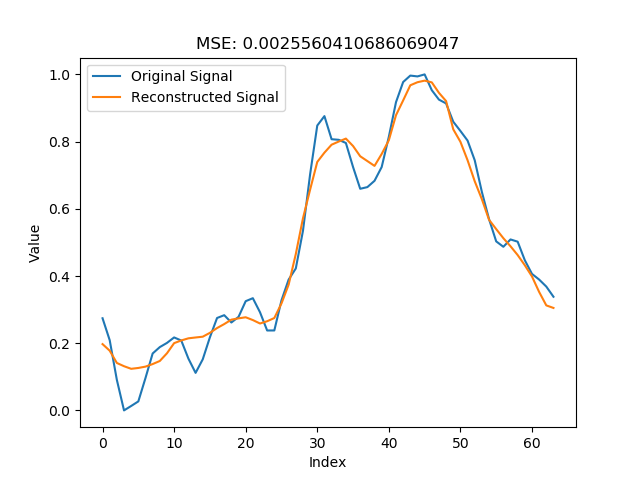 MSE: 0.0025560410686069047
Original Signal
Reconstructed Signal
1.0
0.8
0.6
0.4
0.2
0.0
Value
0 10 20 30 40 50 60
Index